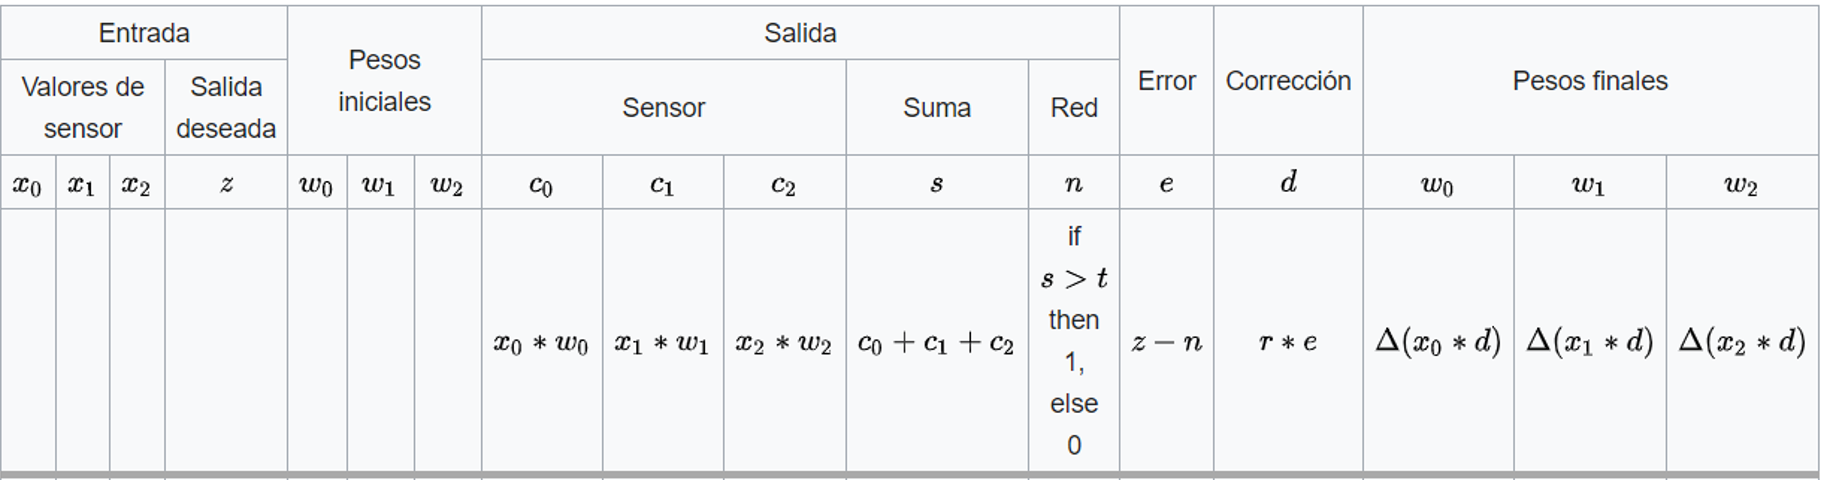 Entrada
Pesos
iniciales
Salida
Error
Corrección
Pesos finales
Valores de
sensor
Salida
deseada
Sensor
Suma
Red
x₀ x₁ x₂ z w₀ w₁ w₂ c₀ c₁ c₂ s n e d w₀ w₁ w₂
x₀ * w₀
x₁ * w₁
x₂ * w₂
c₀ + c₁ + c₂
if
s > t
then
1,
else
0
z − n
r * e
Δ(x₀ * d)
Δ(x₁ * d)
Δ(x₂ * d)